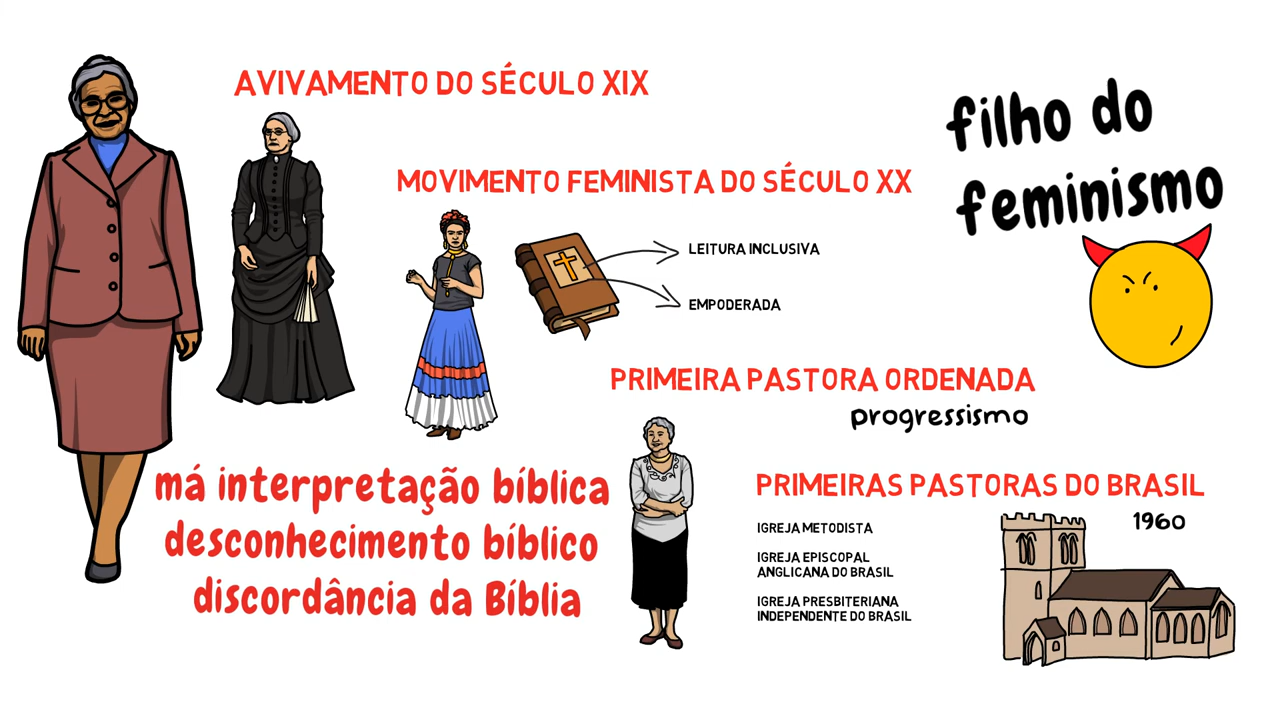 AVIVAMENTO DO SÉCULO XIX
filho do
feminismo
MOVIMENTO FEMINISTA DO SÉCULO XX
LEITURA INCLUSIVA
EMPODERADA
PRIMEIRA PASTORA ORDENADA
progressismo
má interpretação bíblica
desconhecimento bíblico
discordância da Bíblia
PRIMEIRAS PASTORAS DO BRASIL
1960
IGREJA METODISTA
IGREJA EPISCOPAL
ANGLICANA DO BRASIL
IGREJA PRESBITERIANA
INDEPENDENTE DO BRASIL